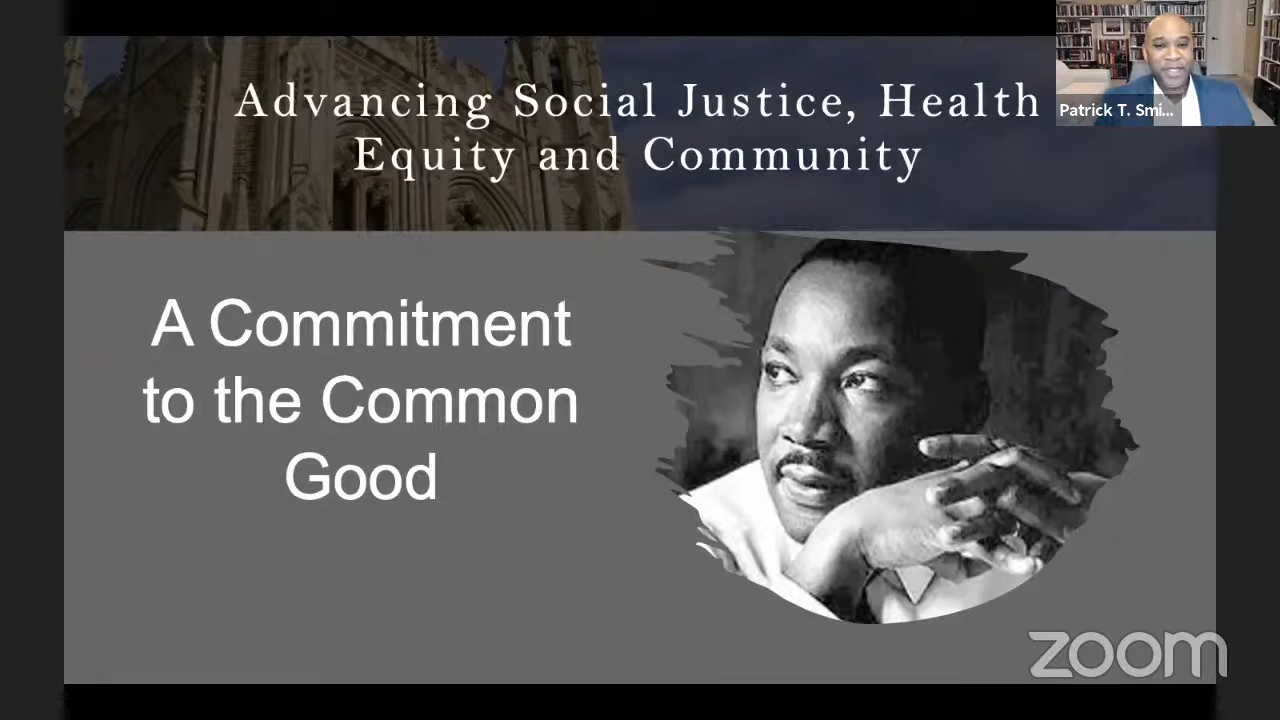 Advancing Social Justice, Health
Equity and Community
Patrick T. Smi...
A Commitment
to the Common
Good
zoom